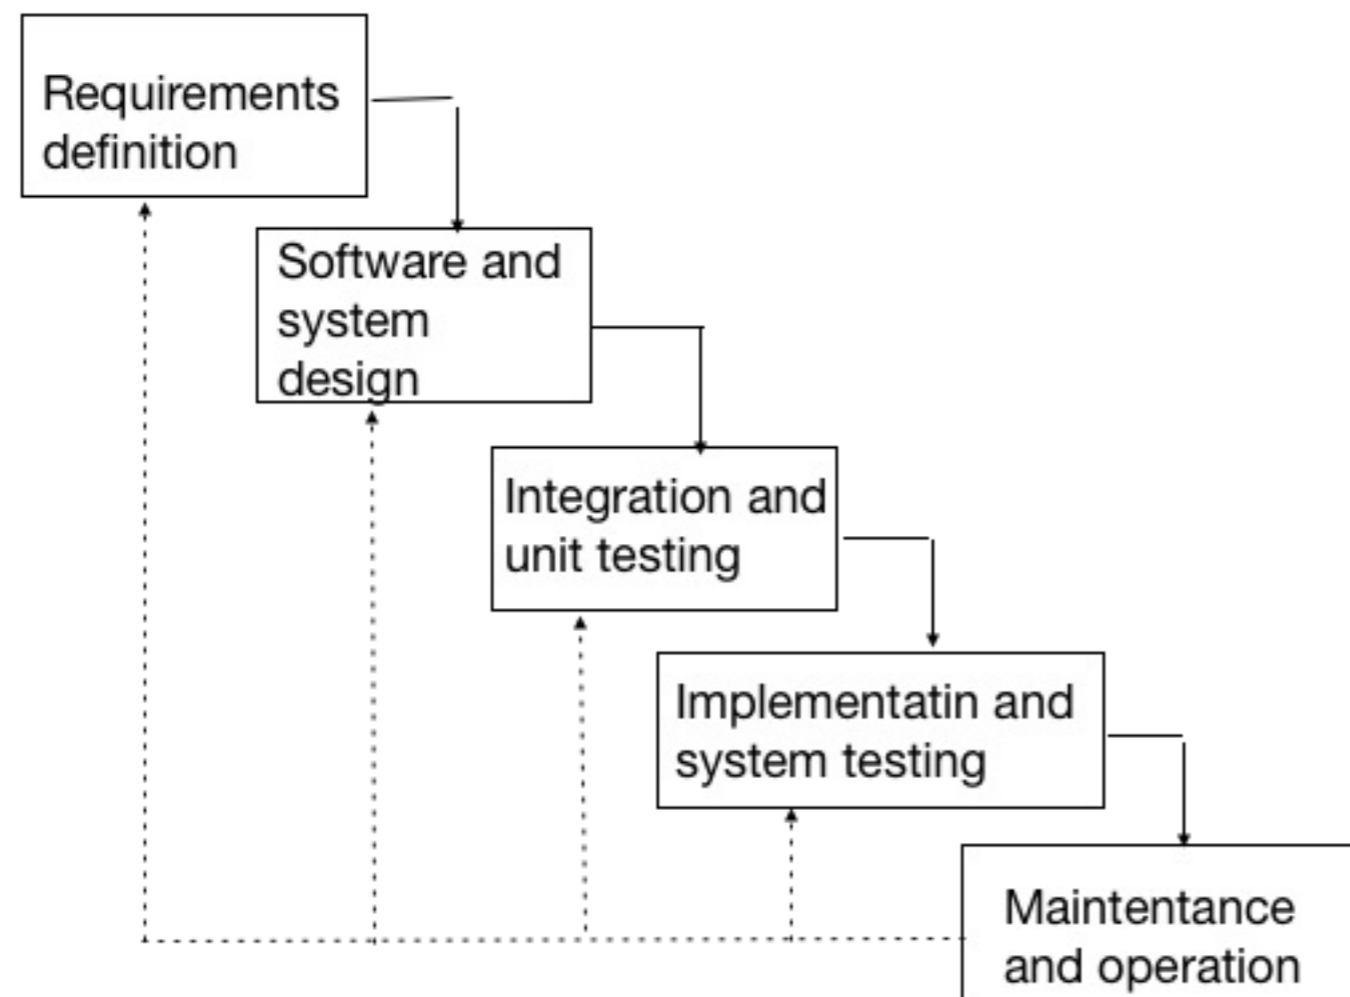 Requirements
definition
Software and
system
design
Integration and
unit testing
Implementatin and
system testing
Maintentance
and operation